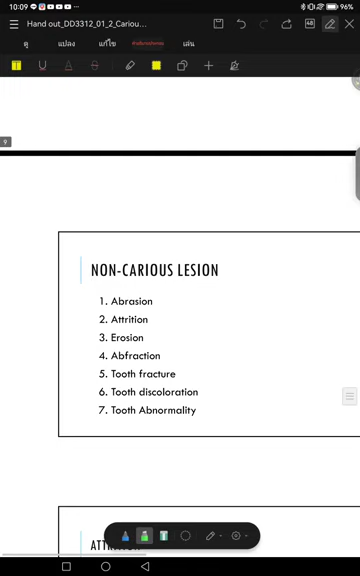 10:09
96%
Hand out_DD3312_01_2_Cariou...
48
ดู
แปลง
แก้ไข
เล่น
T
U
A
S
9
NON-CARIOUS LESION
1. Abrasion
2. Attrition
3. Erosion
4. Abfraction
5. Tooth fracture
6. Tooth discoloration
7. Tooth Abnormality